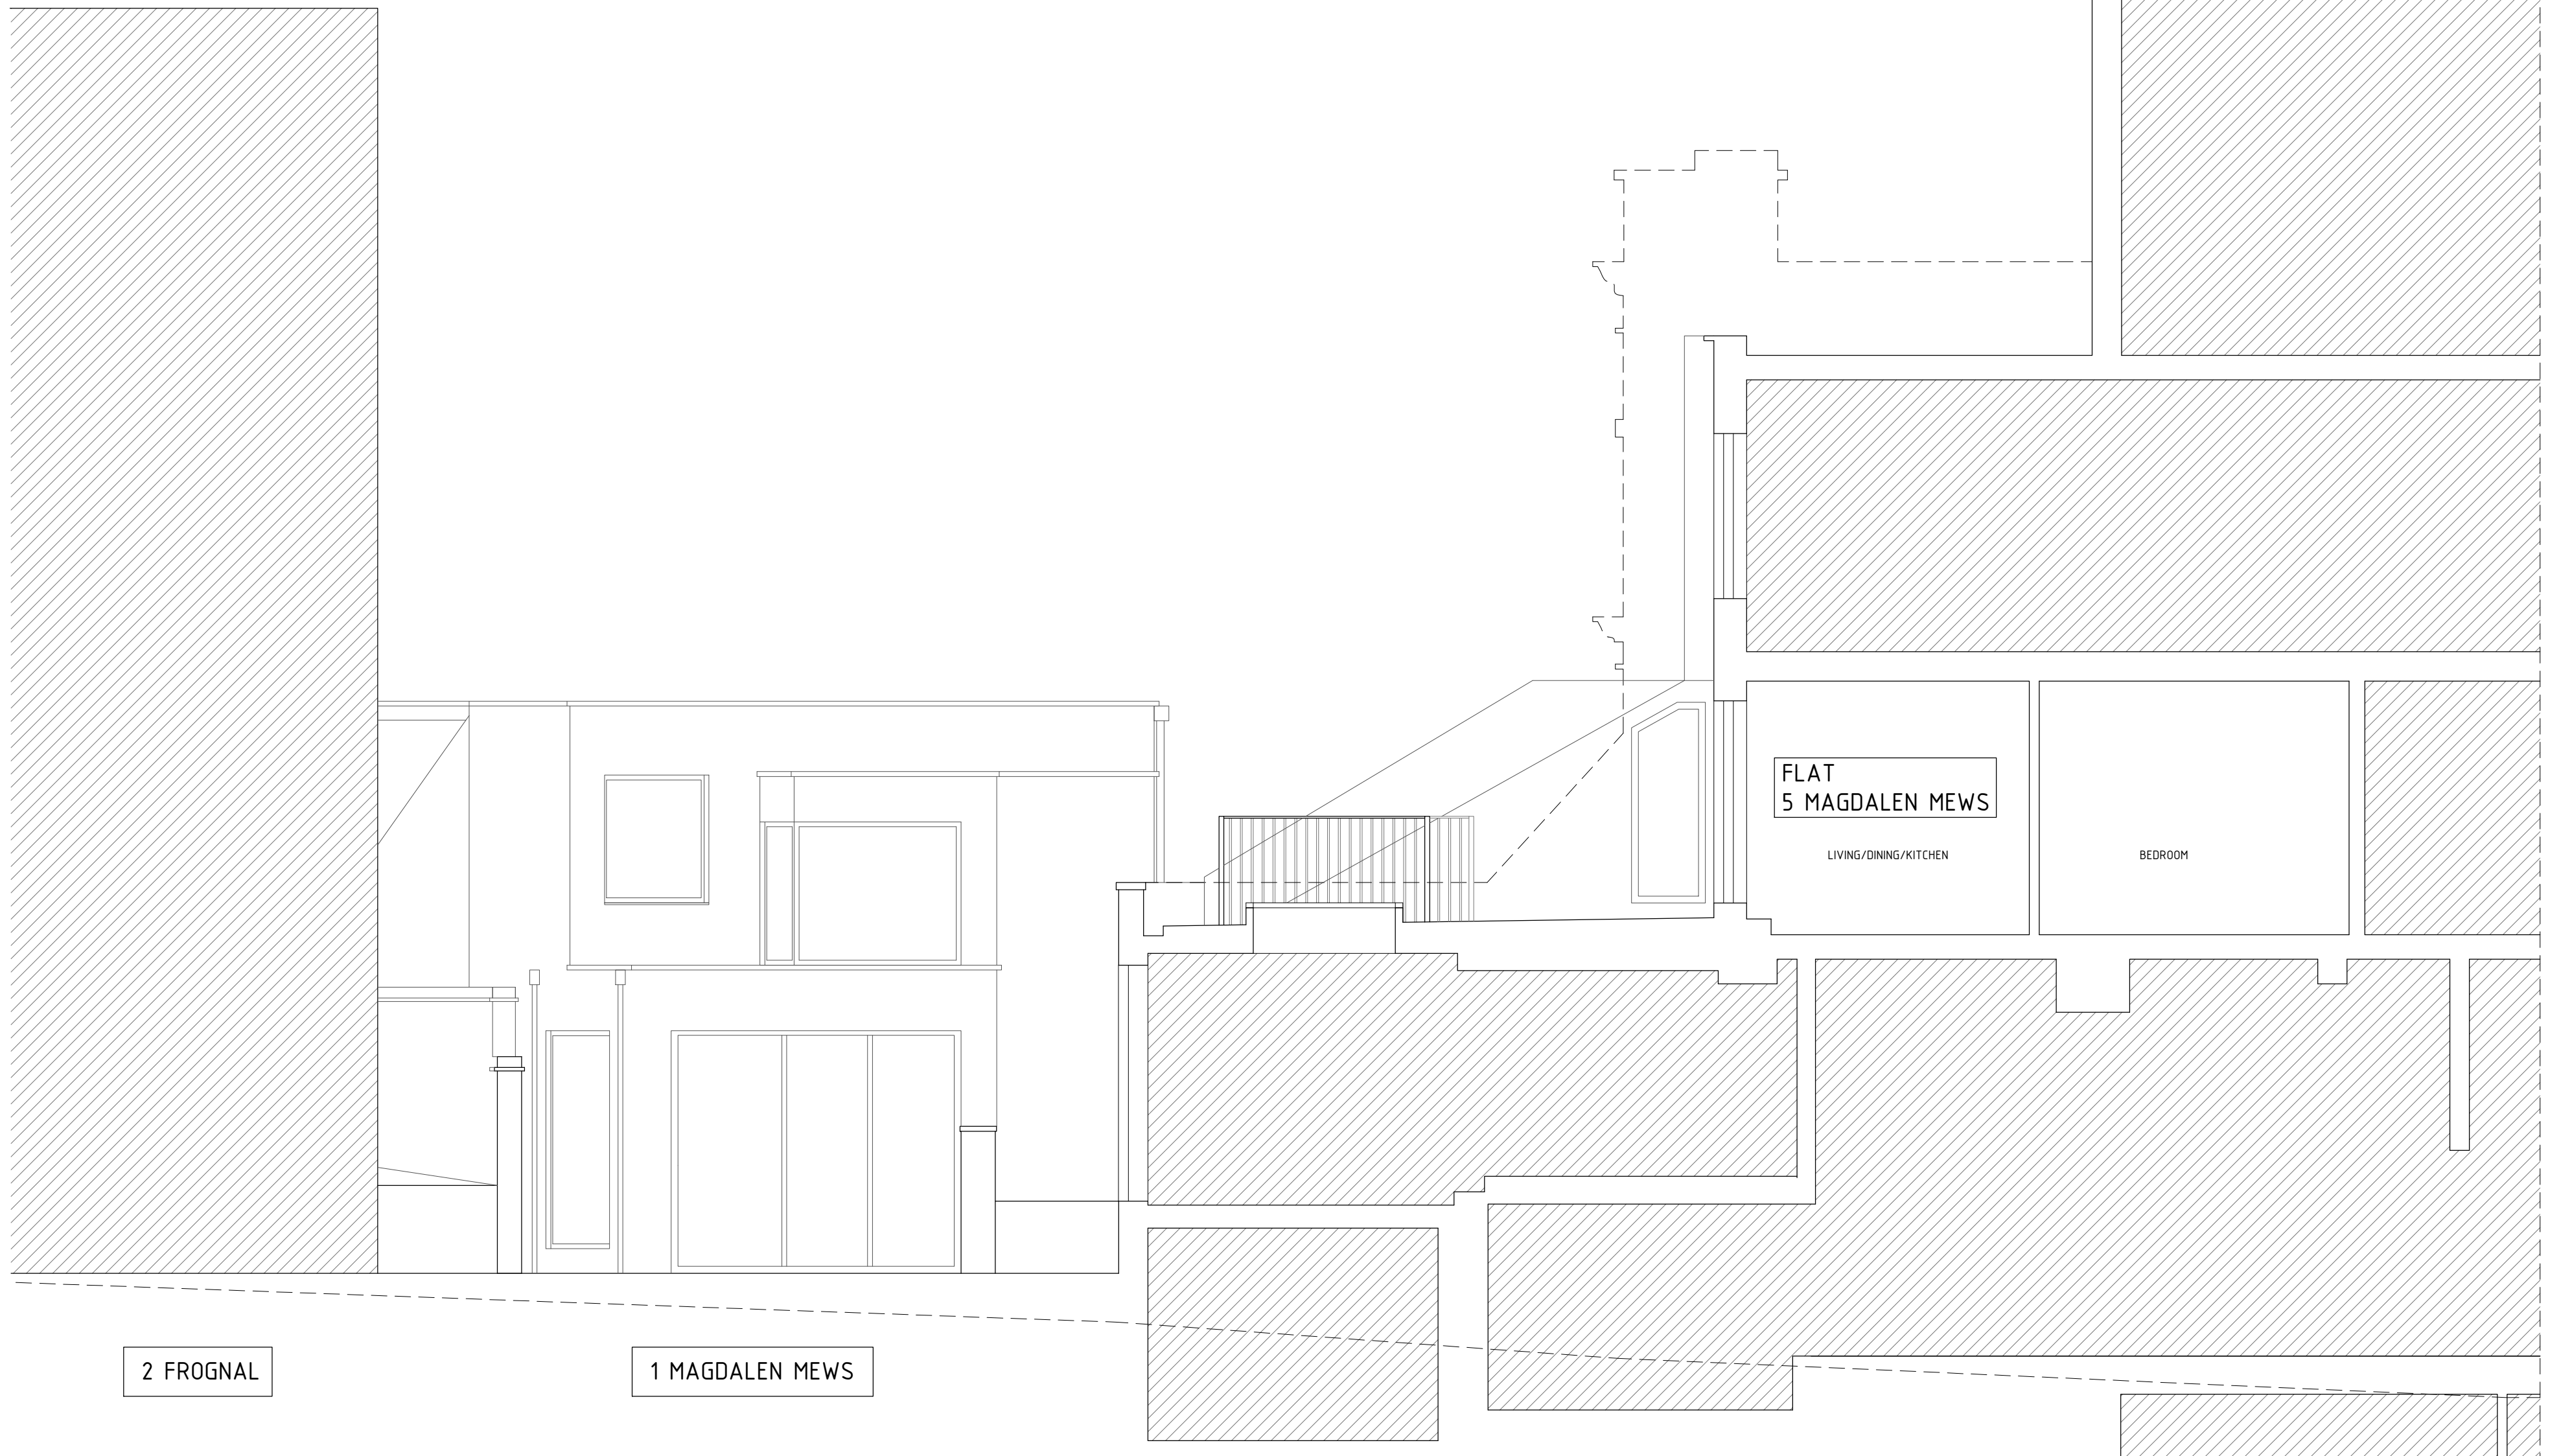 FLAT
5 MAGDALEN MEWS
LIVING/DINING/KITCHEN
BEDROOM
2 FROGNAL
1 MAGDALEN MEWS